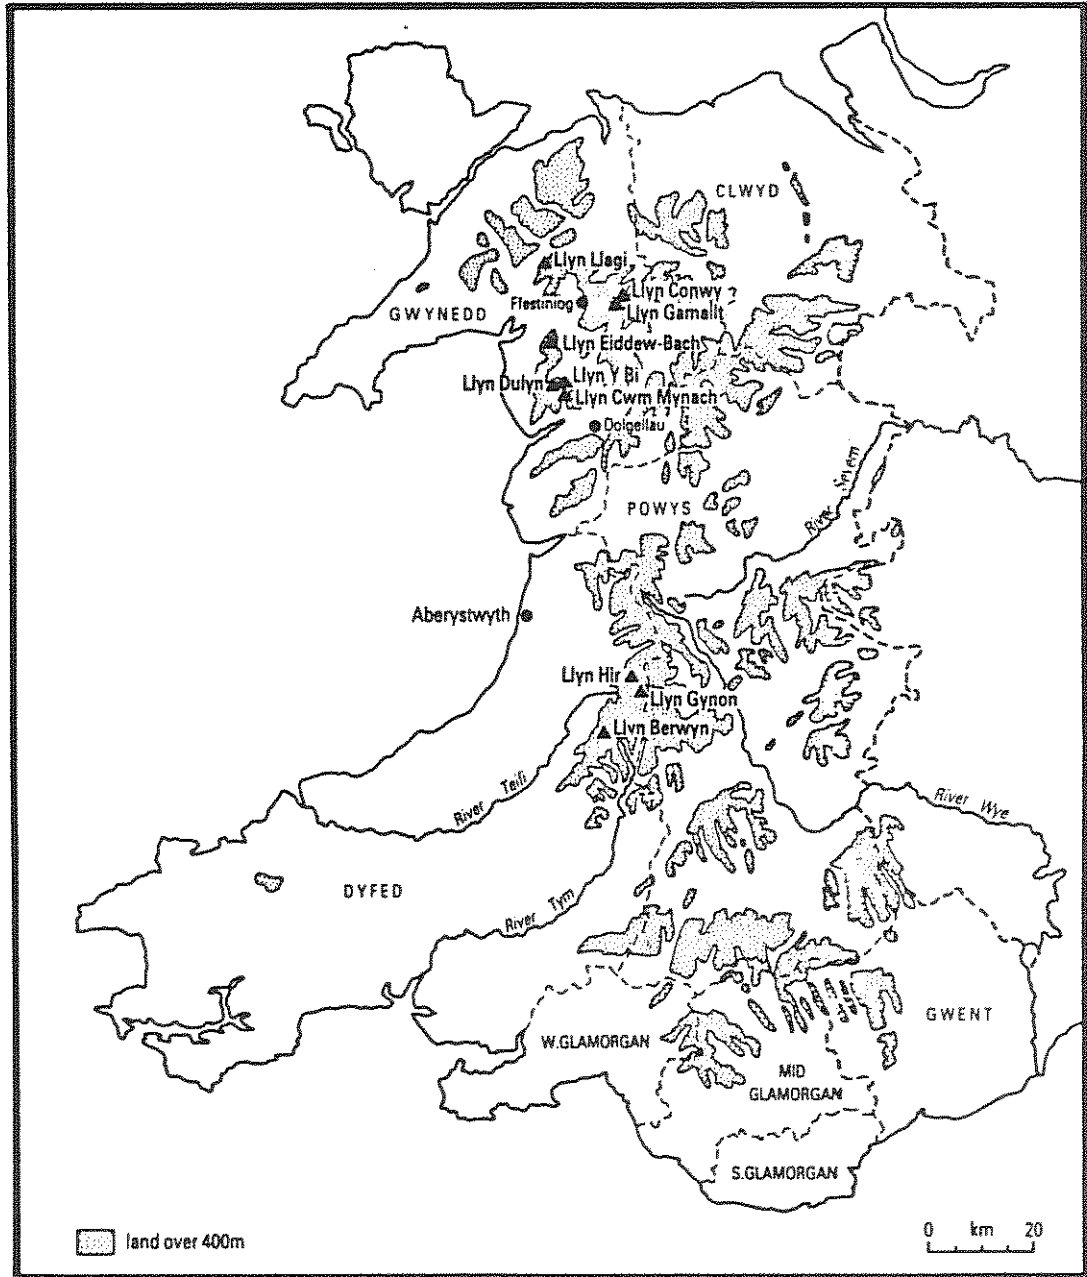 CLWYD
Llyn Llagi
Llyn Conwy
Ffestiniog
Llyn Gamallt
GWYNEDD
Llyn Eiddew-Bach
Llyn Y Bi
Llyn Dulyn
Llyn Cwm Mynach
Dolgellau
River Severn
POWYS
Aberystwyth
Llyn Hir
Llyn Gynon
Llyn Berwyn
River Teifi
River Wye
DYFED
River Tym
GWENT
W.GLAMORGAN
MID
GLAMORGAN
S.GLAMORGAN
land over 400m
0 km 20